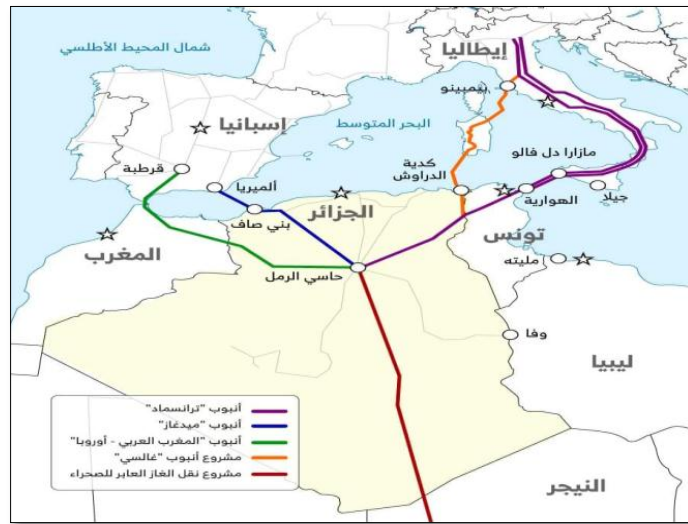 شمال المحيط الأطلسي
إيطاليا
بيمبينو
البحر المتوسط
إسبانيا
مازارا دل فالو
قرطبة
ألميريا
كدية
الدراوش
الهوارية
جيلا
الجزائر
بني صاف
تونس
المغرب
مليته
حاسي الرمل
وفا
ليبيا
أنبوب "ترانسماد"
أنبوب "ميدغاز"
أنبوب "المغرب العربي - أوروبا"
مشروع أنبوب "غالسي"
مشروع نقل الغاز العابر للصحراء
النيجر